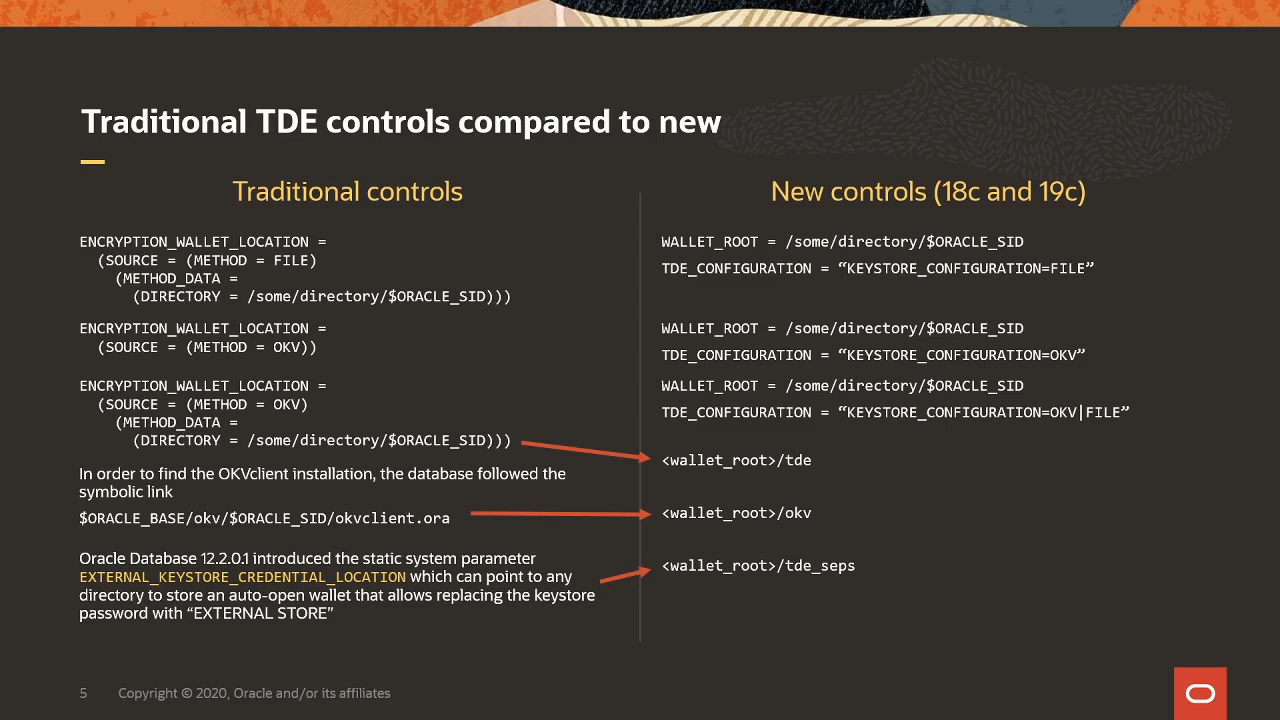 Traditional TDE controls compared to new
Traditional controls
ENCRYPTION_WALLET_LOCATION =
(SOURCE = (METHOD = FILE)
(METHOD_DATA =
(DIRECTORY = /some/directory/$ORACLE_SID)))
ENCRYPTION_WALLET_LOCATION =
(SOURCE = (METHOD = OKV))
ENCRYPTION_WALLET_LOCATION =
(SOURCE = (METHOD = OKV)
(METHOD_DATA =
(DIRECTORY = /some/directory/$ORACLE_SID)))
In order to find the OKVclient installation, the database followed the
symbolic link
$ORACLE_BASE/okv/$ORACLE_SID/okvclient.ora
Oracle Database 12.2.0.1 introduced the static system parameter
EXTERNAL_KEYSTORE_CREDENTIAL_LOCATION which can point to any
directory to store an auto-open wallet that allows replacing the keystore
password with “EXTERNAL STORE”
New controls (18c and 19c)
WALLET_ROOT = /some/directory/$ORACLE_SID
TDE_CONFIGURATION = “KEYSTORE_CONFIGURATION=FILE”
WALLET_ROOT = /some/directory/$ORACLE_SID
TDE_CONFIGURATION = “KEYSTORE_CONFIGURATION=OKV”
WALLET_ROOT = /some/directory/$ORACLE_SID
TDE_CONFIGURATION = “KEYSTORE_CONFIGURATION=OKV|FILE”
<wallet_root>/tde
<wallet_root>/okv
<wallet_root>/tde_seps
5 Copyright © 2020, Oracle and/or its affiliates